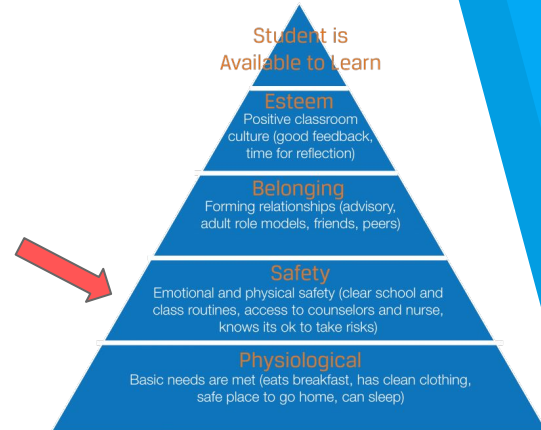 Student is
Available to Learn
Esteem
Positive classroom
culture (good feedback,
time for reflection)
Belonging
Forming relationships (advisory,
adult role models, friends, peers)
Safety
Emotional and physical safety (clear school and
class routines, access to counselors and nurse,
knows its ok to take risks)
Physiological
Basic needs are met (eats breakfast, has clean clothing,
safe place to go home, can sleep)